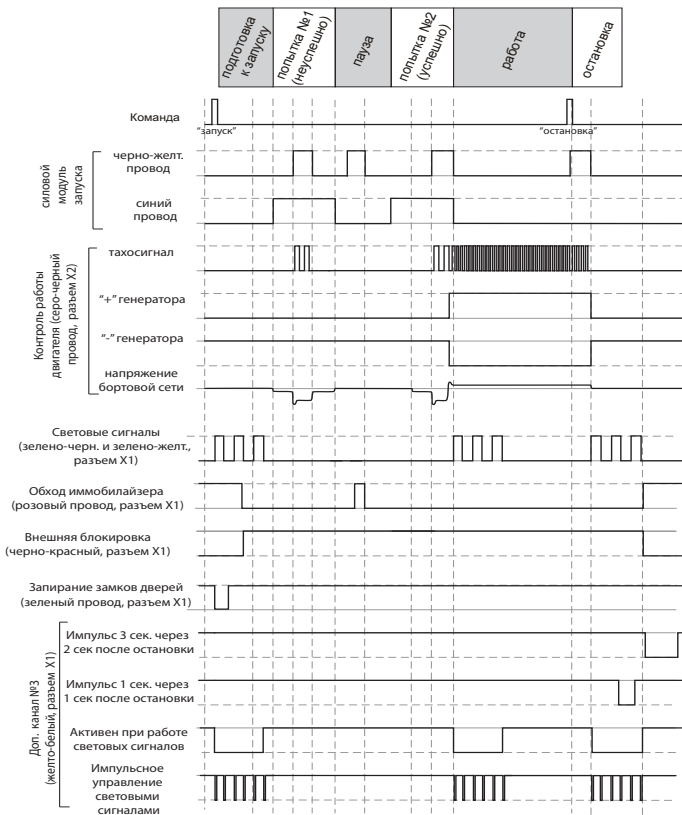 подготовка
к запуску
попытка №1
(неуспешно)
пауза
попытка №2
(успешно)
работа
остановка
Команда
"запуск"
"остановка"
силовой
модуль
запуска
черно-желт.
провод
синий
провод
Контроль работы
двигателя (серо-черный
провод, разъем X2)
тахосигнал
"+" генератора
"-" генератора
напряжение
бортовой сети
Световые сигналы
(зелено-черн. и зелено-желт.,
разъем X1)
Обход иммобилайзера
(розовый провод, разъем X1)
Внешняя блокировка
(черно-красный, разъем X1)
Запирание замков дверей
(зеленый провод, разъем X1)
Доп. канал №3
(желто-белый, разъем X1)
Импульс 3 сек. через
2 сек после остановки
Импульс 1 сек. через
1 сек после остановки
Активен при работе
световых сигналов
Импульсное
управление
световыми
сигналами